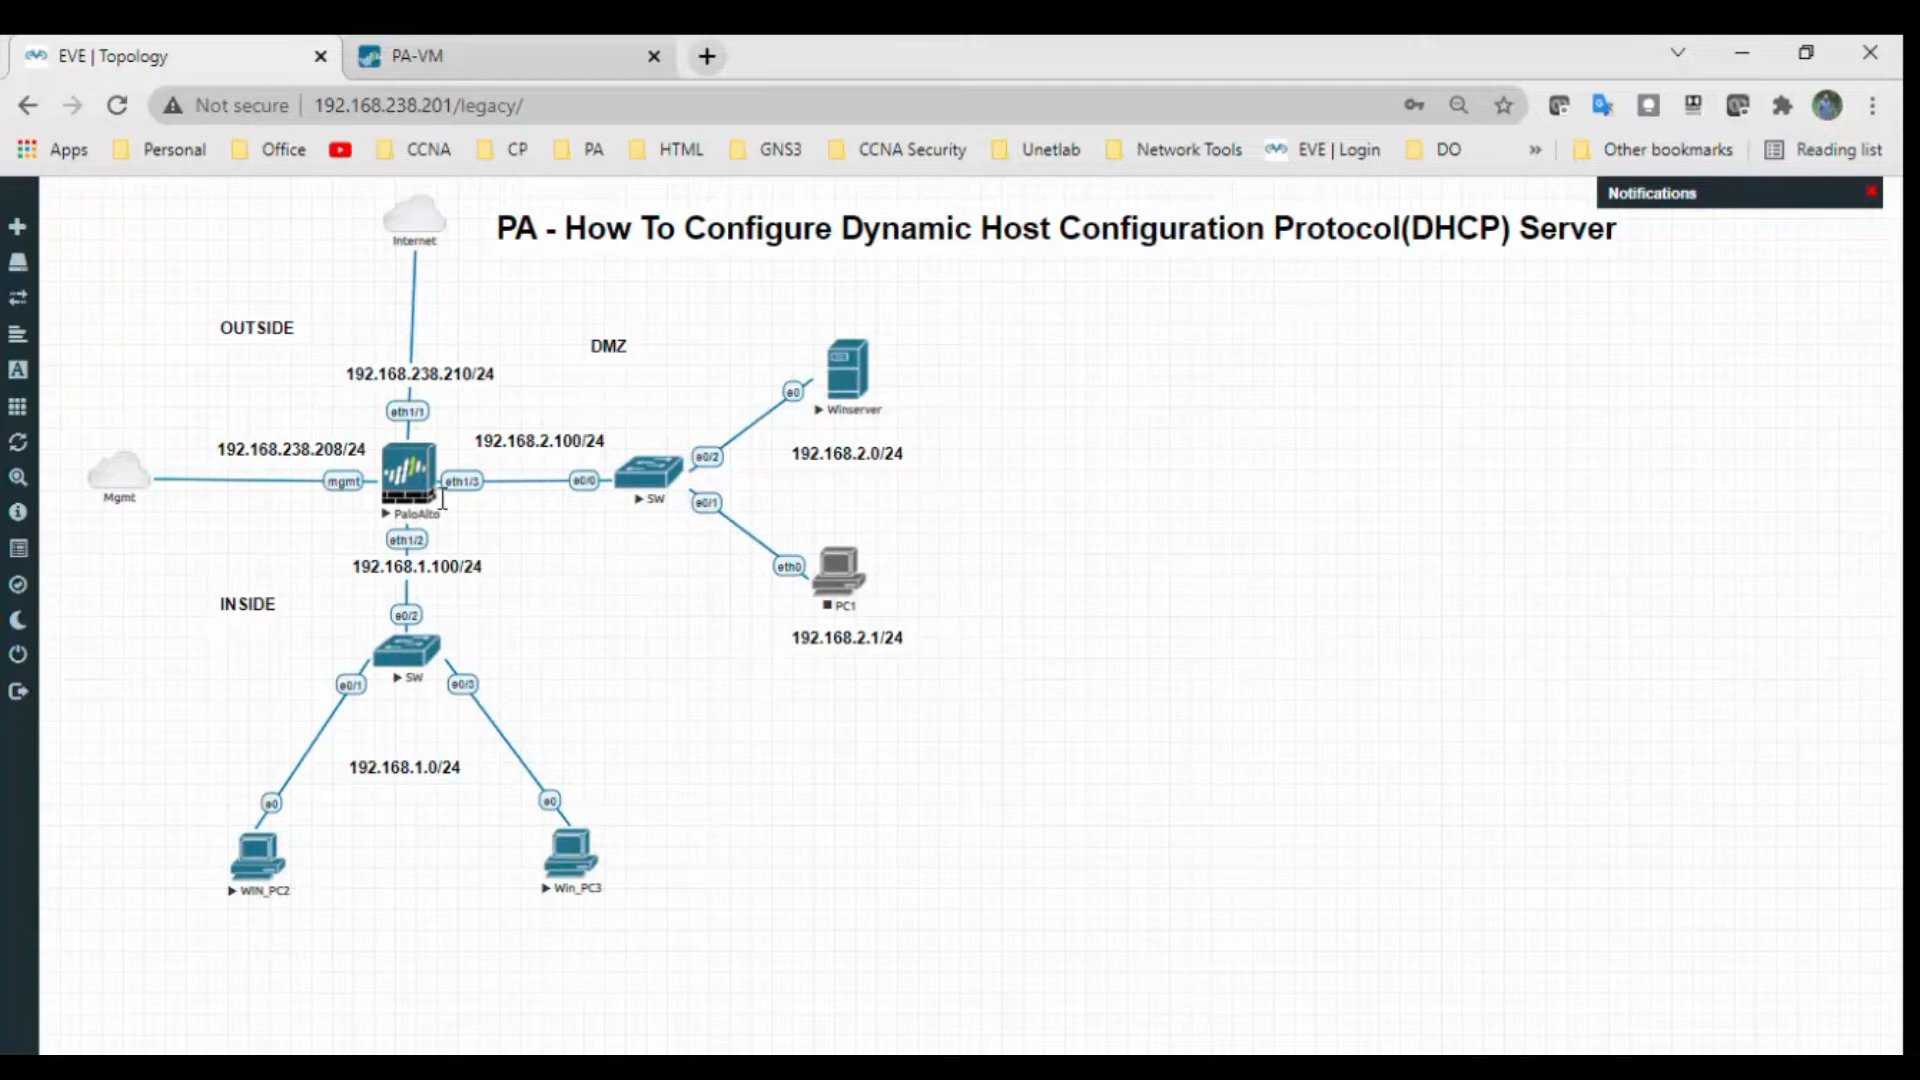 EVE | Topology
PA-VM
Not secure
192.168.238.201/legacy/
Apps
Personal
Office
CCNA
CP
PA
HTML
GNS3
CCNA Security
Unetlab
Network Tools
EVE | Login
DO
»
Other bookmarks
Reading list
Notifications
Internet
PA - How To Configure Dynamic Host Configuration Protocol(DHCP) Server
OUTSIDE
DMZ
192.168.238.210/24
eth1/1
e0
Winserver
192.168.238.208/24
192.168.2.100/24
e0/2
192.168.2.0/24
Mgmt
mgmt
eth1/3
e0/0
SW
e0/1
PaloAlto
eth1/2
192.168.1.100/24
eth0
PC1
INSIDE
e0/2
192.168.2.1/24
SW
e0/1
e0/3
192.168.1.0/24
e0
e0
WIN_PC2
Win_PC3